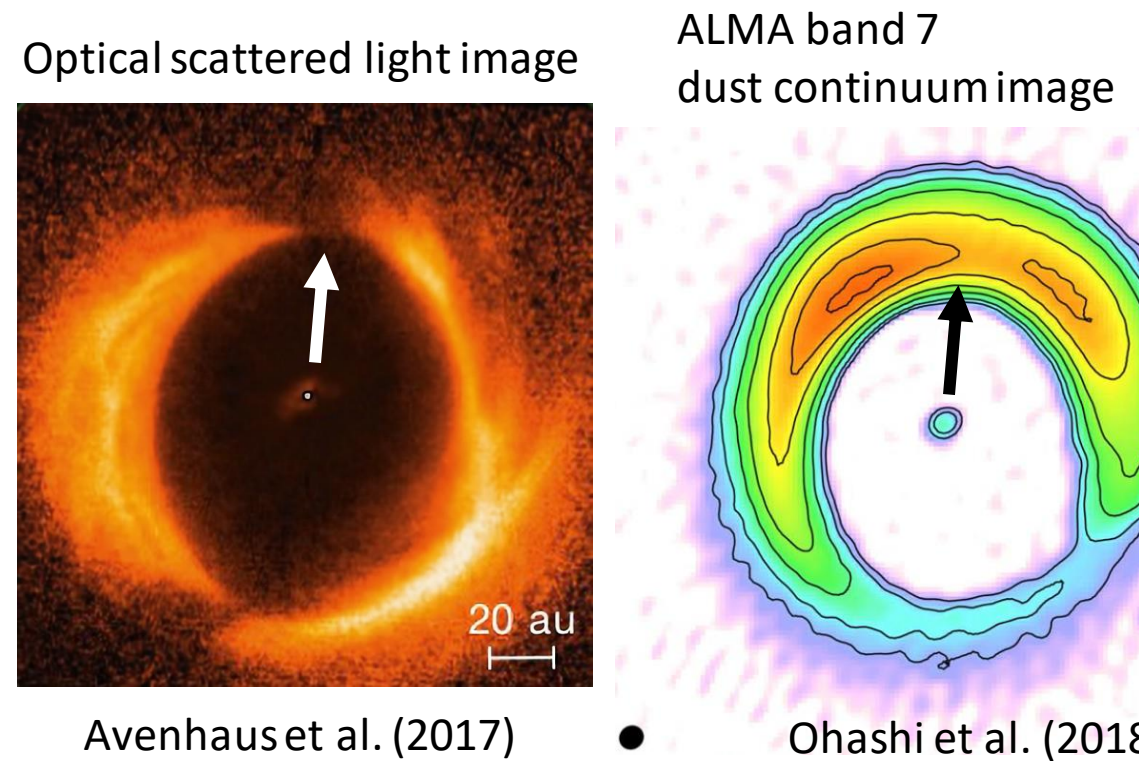 Optical scattered light image
ALMA band 7
dust continuum image
20 au
Avenhaus et al. (2017)
Ohashi et al. (2018